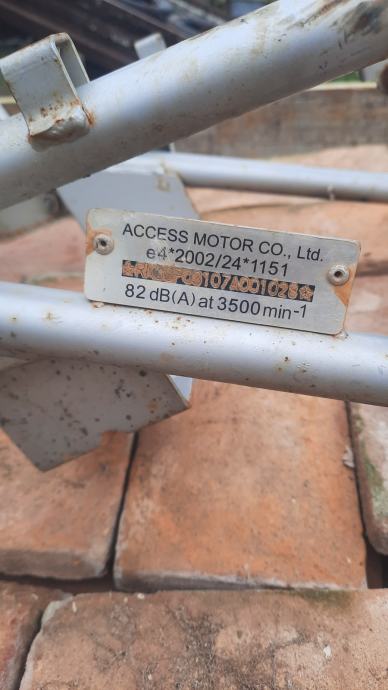 ACCESS MOTOR CO., Ltd.
e4*2002/24*1151
82 dB(A) at 3500 min-1